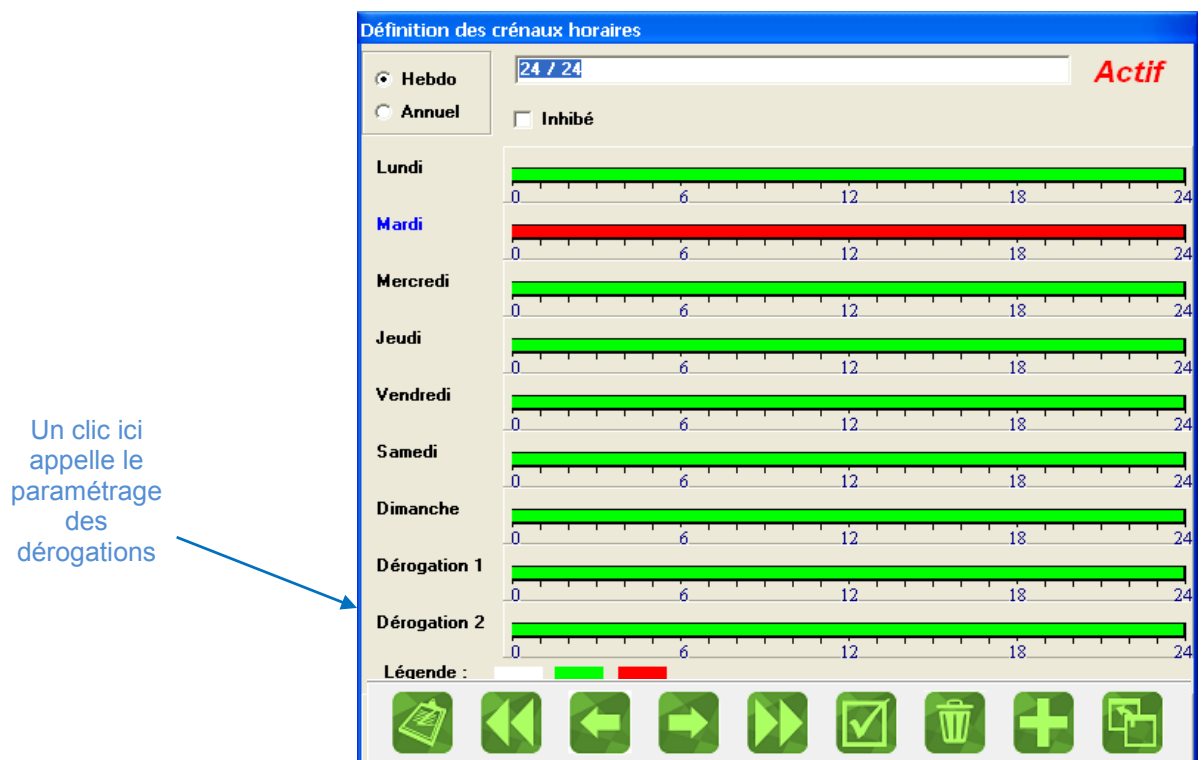 Définition des crénaux horaires
Hebdo
Annuel
24 / 24
Actif
Inhibé
Lundi
0 6 12 18 24
Mardi
0 6 12 18 24
Mercredi
0 6 12 18 24
Jeudi
0 6 12 18 24
Vendredi
0 6 12 18 24
Samedi
0 6 12 18 24
Dimanche
0 6 12 18 24
Dérogation 1
0 6 12 18 24
Dérogation 2
0 6 12 18 24
Légende :
Un clic ici
appelle le
paramétrage
des
dérogations